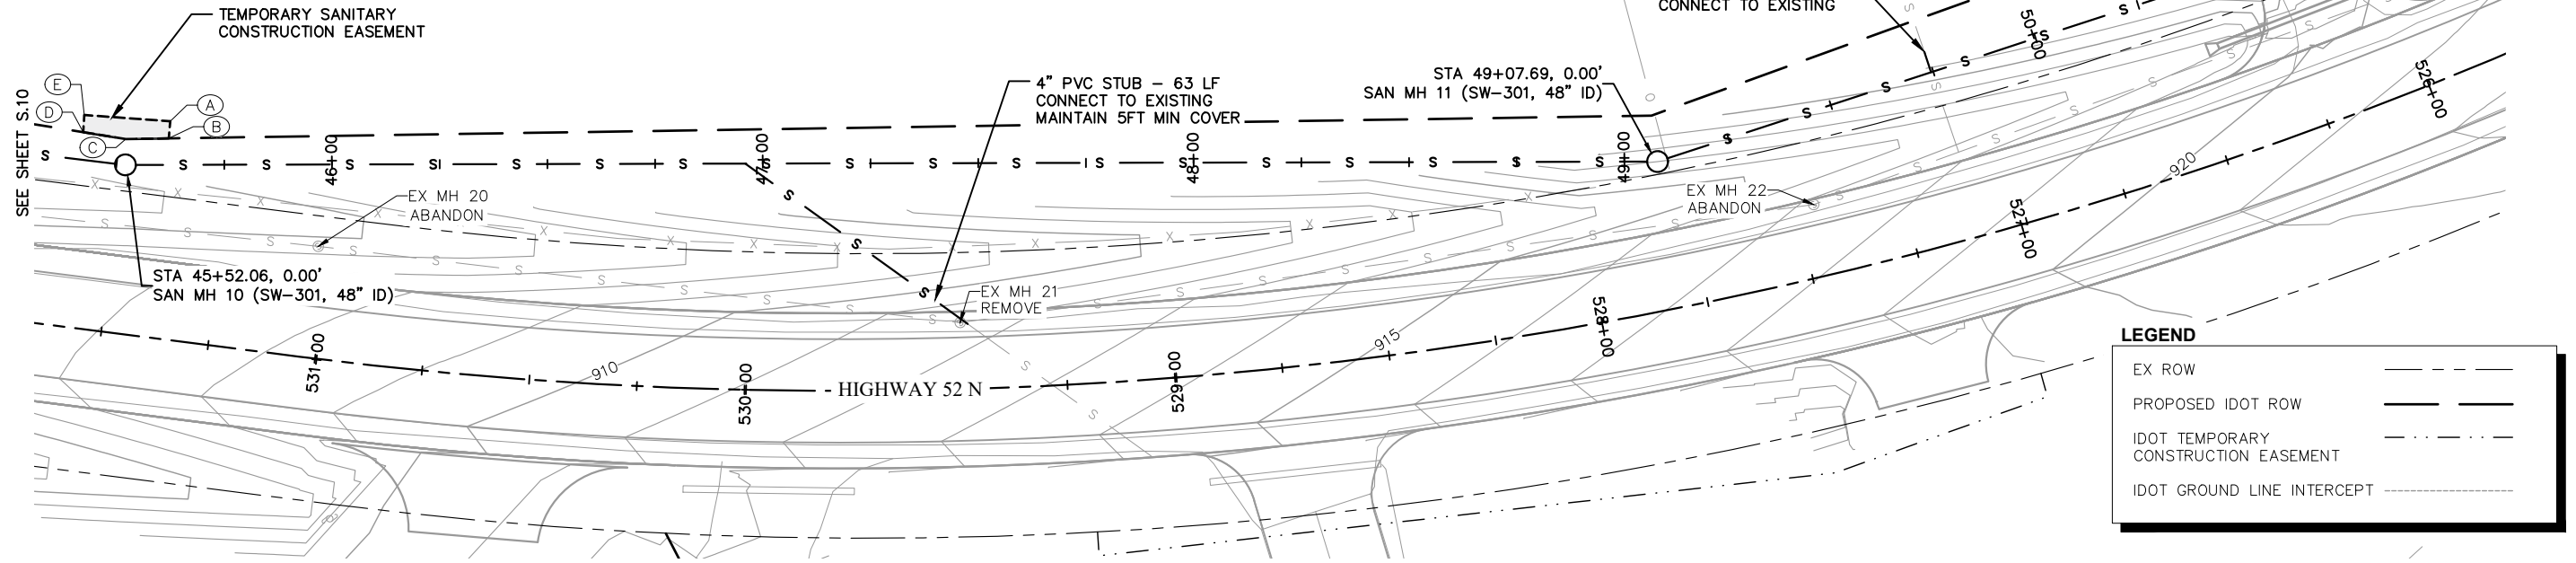 TEMPORARY SANITARY
CONSTRUCTION EASEMENT
CONNECT TO EXISTING
SEE SHEET S.10
E
D
C
A
B
4" PVC STUB - 63 LF
CONNECT TO EXISTING
MAINTAIN 5FT MIN COVER
STA 49+07.69, 0.00'
SAN MH 11 (SW-301, 48" ID)
46+00
47+00
48+00
49+00
50+00
EX MH 20
ABANDON
EX MH 22
ABANDON
STA 45+52.06, 0.00'
SAN MH 10 (SW-301, 48" ID)
EX MH 21
REMOVE
531+00
530+00
529+00
528+00
527+00
526+00
910
915
920
HIGHWAY 52 N
LEGEND
EX ROW
PROPOSED IDOT ROW
IDOT TEMPORARY
CONSTRUCTION EASEMENT
IDOT GROUND LINE INTERCEPT